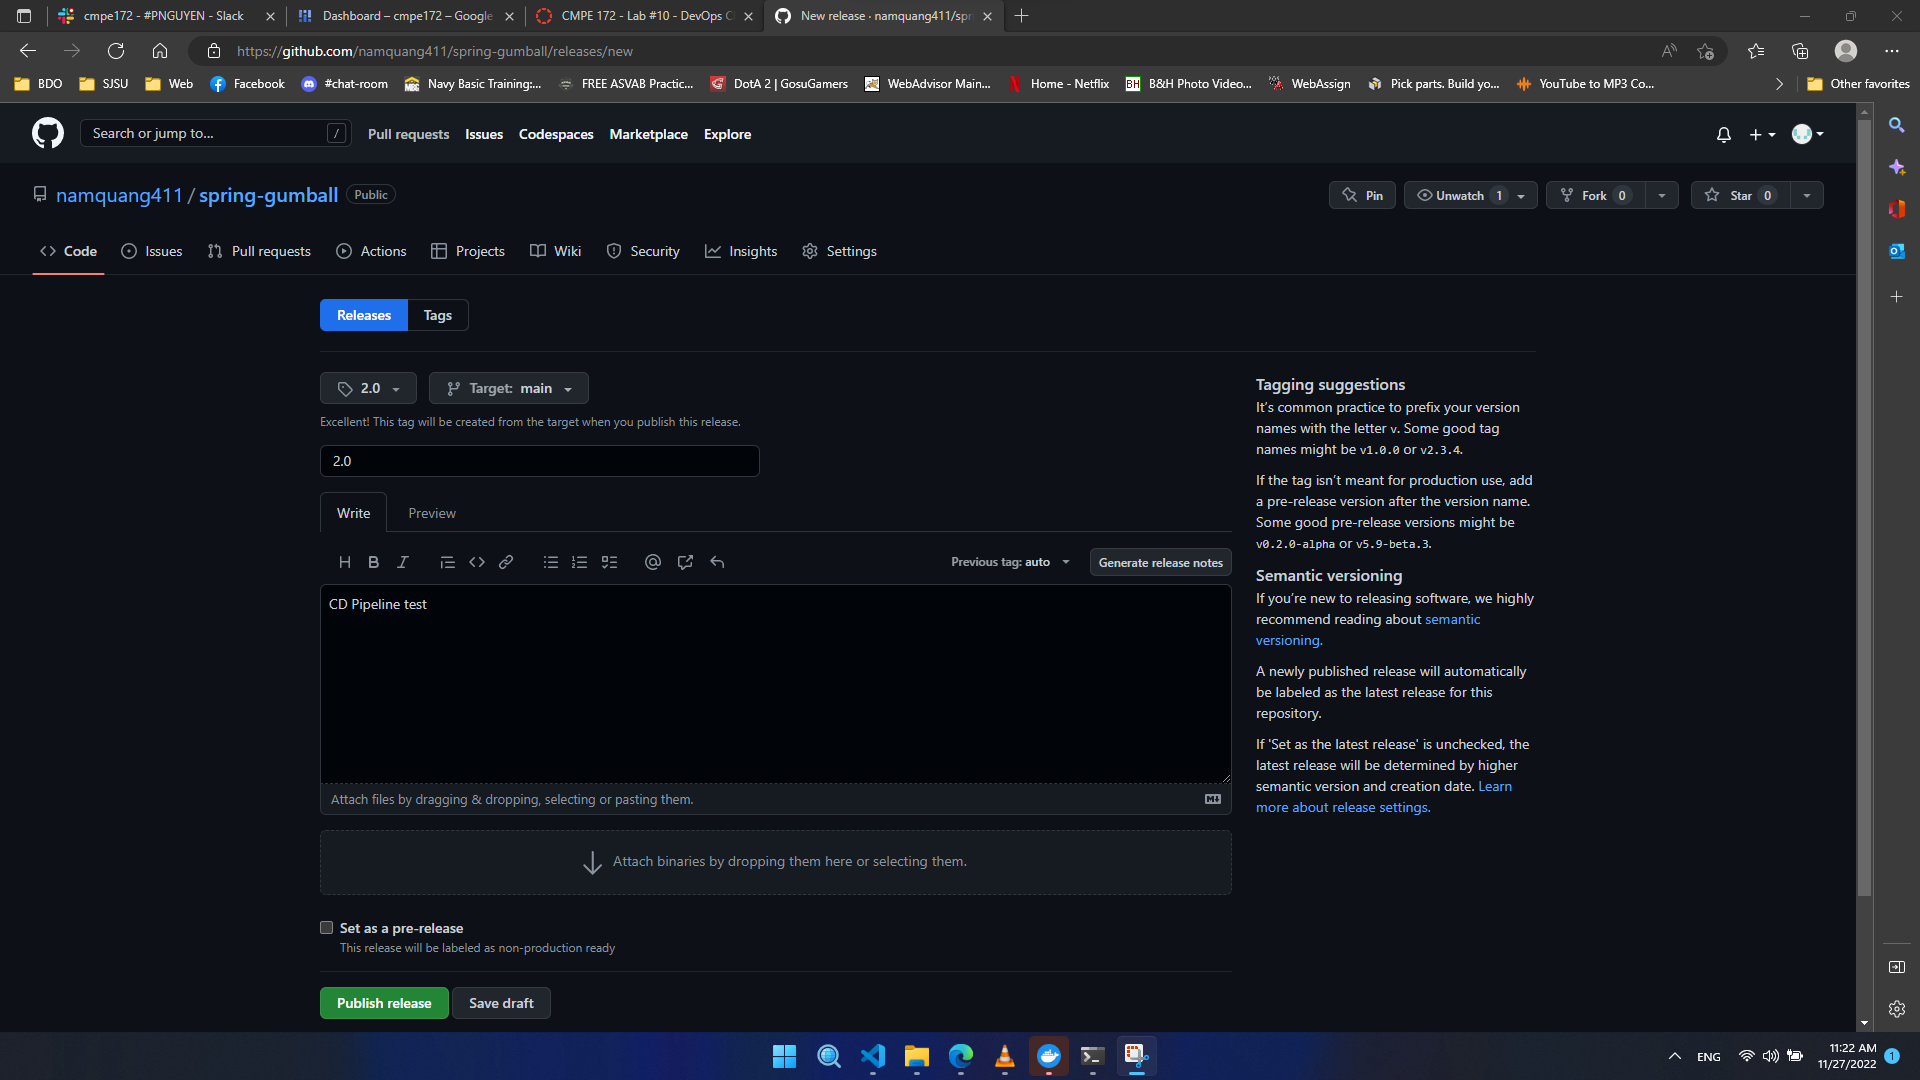 cmpe172 - #PNGUYEN - Slack
Dashboard – cmpe172 – Google
CMPE 172 - Lab #10 - DevOps C
New release · namquang411/spr
https://github.com/namquang411/spring-gumball/releases/new
BDO
SJSU
Web
Facebook
#chat-room
Navy Basic Training:...
FREE ASVAB Practic...
DotA 2 | GosuGamers
WebAdvisor Main...
Home - Netflix
B&H Photo Video...
WebAssign
Pick parts. Build yo...
YouTube to MP3 Co...
Other favorites
Search or jump to...
/
Pull requests
Issues
Codespaces
Marketplace
Explore
namquang411 / spring-gumball
Public
Pin
Unwatch 1
Fork 0
Star 0
Code
Issues
Pull requests
Actions
Projects
Wiki
Security
Insights
Settings
Releases
Tags
2.0
Target: main
Excellent! This tag will be created from the target when you publish this release.
2.0
Write
Preview
Previous tag: auto
Generate release notes
CD Pipeline test
Attach files by dragging & dropping, selecting or pasting them.
Attach binaries by dropping them here or selecting them.
Set as a pre-release
This release will be labeled as non-production ready
Publish release
Save draft
Tagging suggestions
It’s common practice to prefix your version
names with the letter v. Some good tag
names might be v1.0.0 or v2.3.4.
If the tag isn’t meant for production use, add
a pre-release version after the version name.
Some good pre-release versions might be
v0.2.0-alpha or v5.9-beta.3.
Semantic versioning
If you’re new to releasing software, we highly
recommend reading about semantic
versioning.
A newly published release will automatically
be labeled as the latest release for this
repository.
If 'Set as the latest release' is unchecked, the
latest release will be determined by higher
semantic version and creation date. Learn
more about release settings.
ENG
11:22 AM
11/27/2022
1